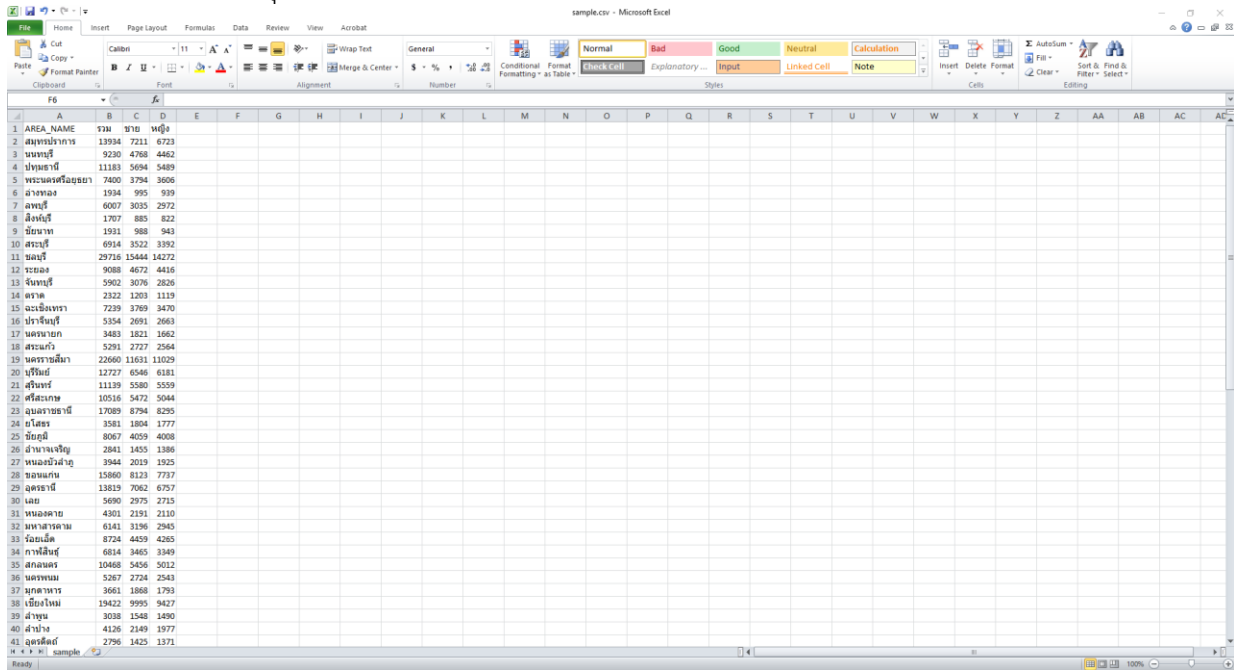 sample.csv - Microsoft Excel
File Home Insert Page Layout Formulas Data Review View Acrobat
Cut Calibri 11 Wrap Text General Normal Bad Good Neutral Calculation AutoSum
Copy Fill
Paste Format Painter Merge & Center Conditional Formatting Format as Table Check Cell Explanatory ... Input Linked Cell Note Insert Delete Format Clear Sort & Filter Find & Select
Clipboard Font Alignment Number Styles Cells Editing
F6 fx
A B C D E F G H I J K L M N O P Q R S T U V W X Y Z AA AB AC AD
1 AREA_NAME รวม ชาย หญิง
2 สมุทรปราการ 13934 7211 6723
3 นนทบุรี 9230 4768 4462
4 ปทุมธานี 11183 5694 5489
5 พระนครศรีอยุธยา 7400 3794 3606
6 อ่างทอง 1934 995 939
7 ลพบุรี 6007 3035 2972
8 สิงห์บุรี 1707 885 822
9 ชัยนาท 1931 988 943
10 สระบุรี 6914 3522 3392
11 ชลบุรี 29716 15444 14272
12 ระยอง 9088 4672 4416
13 จันทบุรี 5902 3076 2826
14 ตราด 2322 1203 1119
15 ฉะเชิงเทรา 7239 3769 3470
16 ปราจีนบุรี 5354 2691 2663
17 นครนายก 3483 1821 1662
18 สระแก้ว 5291 2727 2564
19 นครราชสีมา 22660 11631 11029
20 บุรีรัมย์ 12727 6546 6181
21 สุรินทร์ 11139 5580 5559
22 ศรีสะเกษ 10516 5472 5044
23 อุบลราชธานี 17089 8794 8295
24 ยโสธร 3581 1804 1777
25 ชัยภูมิ 8067 4059 4008
26 อำนาจเจริญ 2841 1455 1386
27 หนองบัวลำภู 3944 2019 1925
28 ขอนแก่น 15860 8123 7737
29 อุดรธานี 13819 7062 6757
30 เลย 5690 2975 2715
31 หนองคาย 4301 2191 2110
32 มหาสารคาม 6141 3196 2945
33 ร้อยเอ็ด 8724 4459 4265
34 กาฬสินธุ์ 6814 3465 3349
35 สกลนคร 10468 5456 5012
36 นครพนม 5267 2724 2543
37 มุกดาหาร 3661 1868 1793
38 เชียงใหม่ 19422 9995 9427
39 ลำพูน 3038 1548 1490
40 ลำปาง 4126 2149 1977
41 อุตรดิตถ์ 2796 1425 1371
sample
Ready 100%